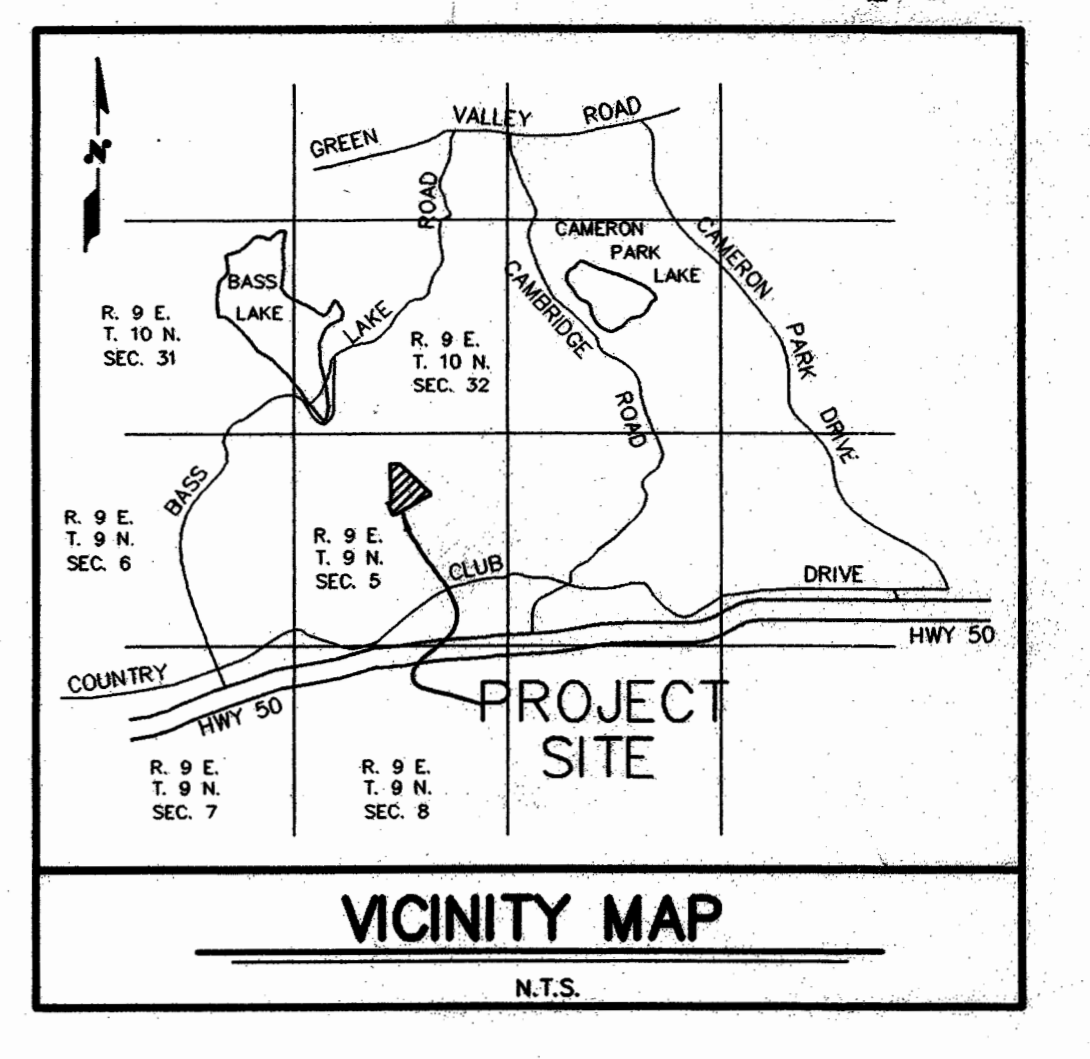 N
GREEN VALLEY ROAD
BASS LAKE ROAD
CAMERON
PARK
LAKE
CAMERON PARK DRIVE
CAMBRIDGE ROAD
BASS
LAKE
R. 9 E.
T. 10 N.
SEC. 31
R. 9 E.
T. 10 N.
SEC. 32
R. 9 E.
T. 9 N.
SEC. 6
R. 9 E.
T. 9 N.
SEC. 5
COUNTRY CLUB DRIVE
HWY 50
HWY 50
PROJECT
SITE
R. 9 E.
T. 9 N.
SEC. 7
R. 9 E.
T. 9 N.
SEC. 8
VICINITY MAP
N.T.S.